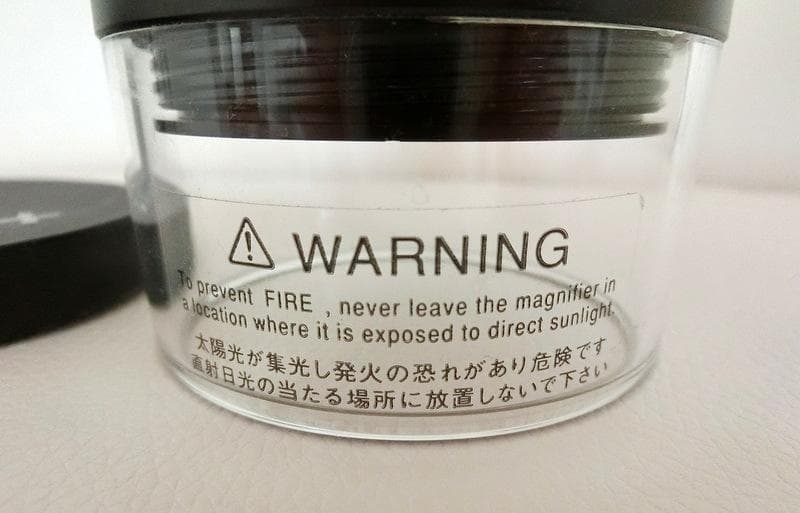 WARNING
To prevent FIRE , never leave the magnifier in
a location where it is exposed to direct sunlight.
太陽光が集光し発火の恐れがあり危険です
直射日光の当たる場所に放置しないで下さい